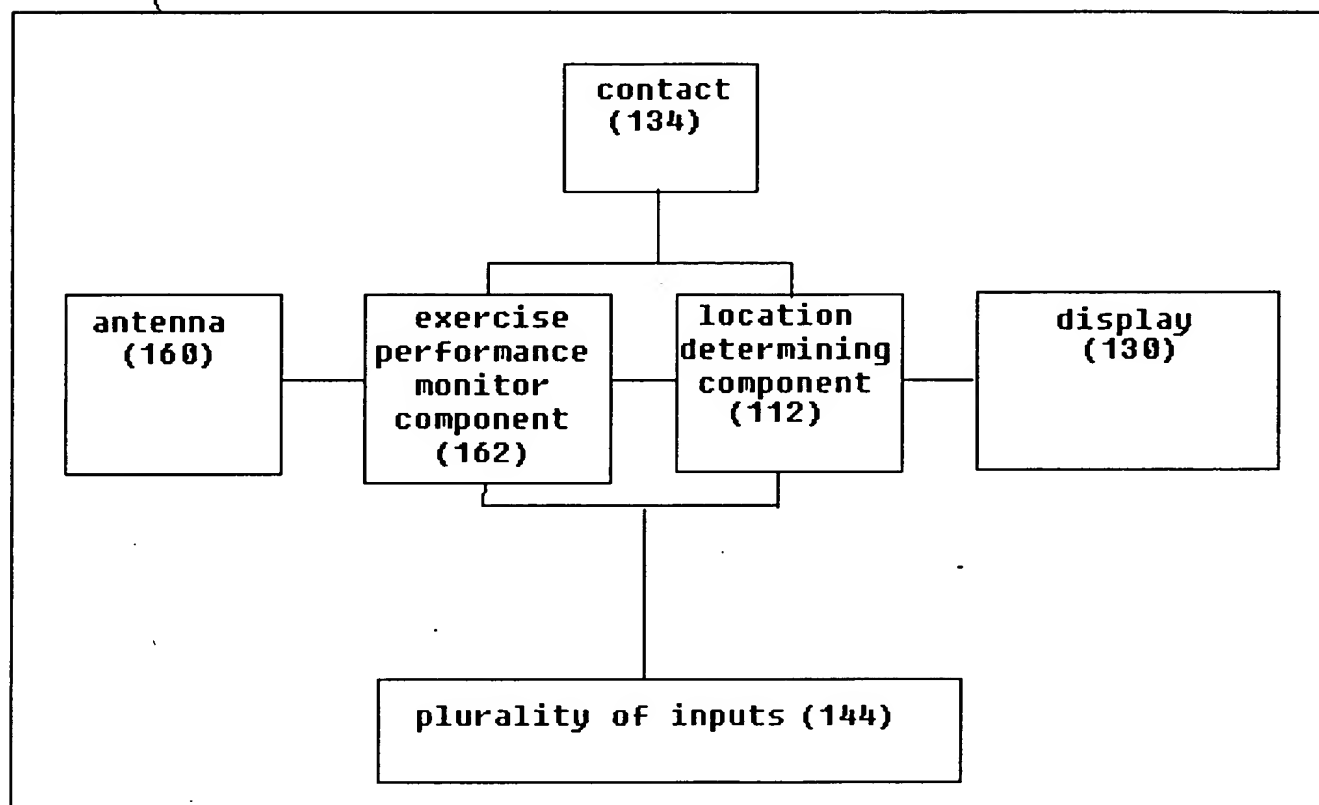 contact
(134)
antenna
(160)
exercise
performance
monitor
component
(162)
location
determining
component
(112)
display
(130)
plurality of inputs (144)